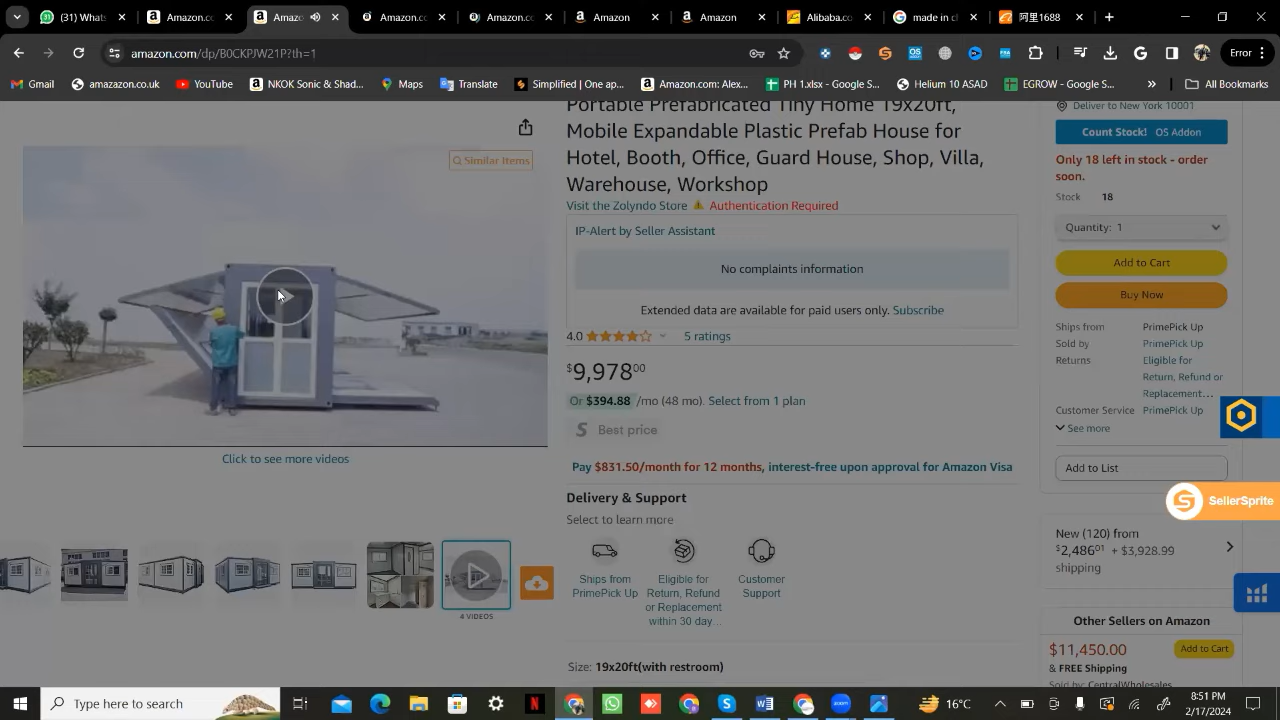 (31) Whats
Amazon.c
Amaz
Amazon.co
Amazon.co
Amazon
Amazon
Alibaba.co
made in cl
阿里1688
amazon.com/dp/B0CKPJW21P?th=1
Error
Gmail
amazazon.co.uk
YouTube
NKOK Sonic & Shad...
Maps
Translate
Simplified | One app...
Amazon.com: Alex...
PH 1.xlsx - Google S...
Helium 10 ASAD
EGROW - Google S...
All Bookmarks
Portable Prefabricated Tiny Home 19x20ft,
Mobile Expandable Plastic Prefab House for
Hotel, Booth, Office, Guard House, Shop, Villa,
Warehouse, Workshop
Visit the Zolyndo Store Authentication Required
IP-Alert by Seller Assistant
No complaints information
Extended data are available for paid users only. Subscribe
4.0 5 ratings
$9,978.00
Or $394.88 /mo (48 mo). Select from 1 plan
S Best price
Pay $831.50/month for 12 months, interest-free upon approval for Amazon Visa
Delivery & Support
Select to learn more
Ships from
PrimePick Up
Eligible for
Return, Refund
or Replacement
within 30 day...
Customer
Support
Size: 19x20ft(with restroom)
Similar Items
Click to see more videos
4 VIDEOS
Deliver to New York 10001
Count Stock! OS Addon
Only 18 left in stock - order
soon.
Stock 18
Quantity: 1
Add to Cart
Buy Now
Ships from PrimePick Up
Sold by PrimePick Up
Returns Eligible for
Return, Refund or
Replacement...
Customer Service PrimePick Up
See more
Add to List
SellerSprite
New (120) from
$2,486.01 + $3,928.99
shipping
Other Sellers on Amazon
$11,450.00 Add to Cart
& FREE Shipping
Sold by: CentralWholesales
Type here to search
16°C
8:51 PM
2/17/2024